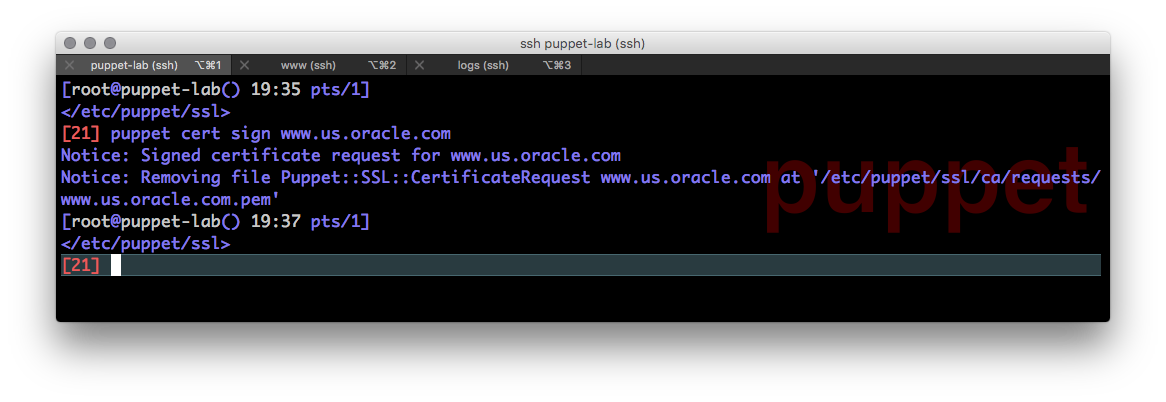 ssh puppet-lab (ssh)
puppet-lab (ssh) ⌥⌘1 www (ssh) ⌥⌘2 logs (ssh) ⌥⌘3
[root@puppet-lab() 19:35 pts/1]
</etc/puppet/ssl>
[21] puppet cert sign www.us.oracle.com
Notice: Signed certificate request for www.us.oracle.com
Notice: Removing file Puppet::SSL::CertificateRequest www.us.oracle.com at '/etc/puppet/ssl/ca/requests/
www.us.oracle.com.pem'
puppet
[root@puppet-lab() 19:37 pts/1]
</etc/puppet/ssl>
[21]